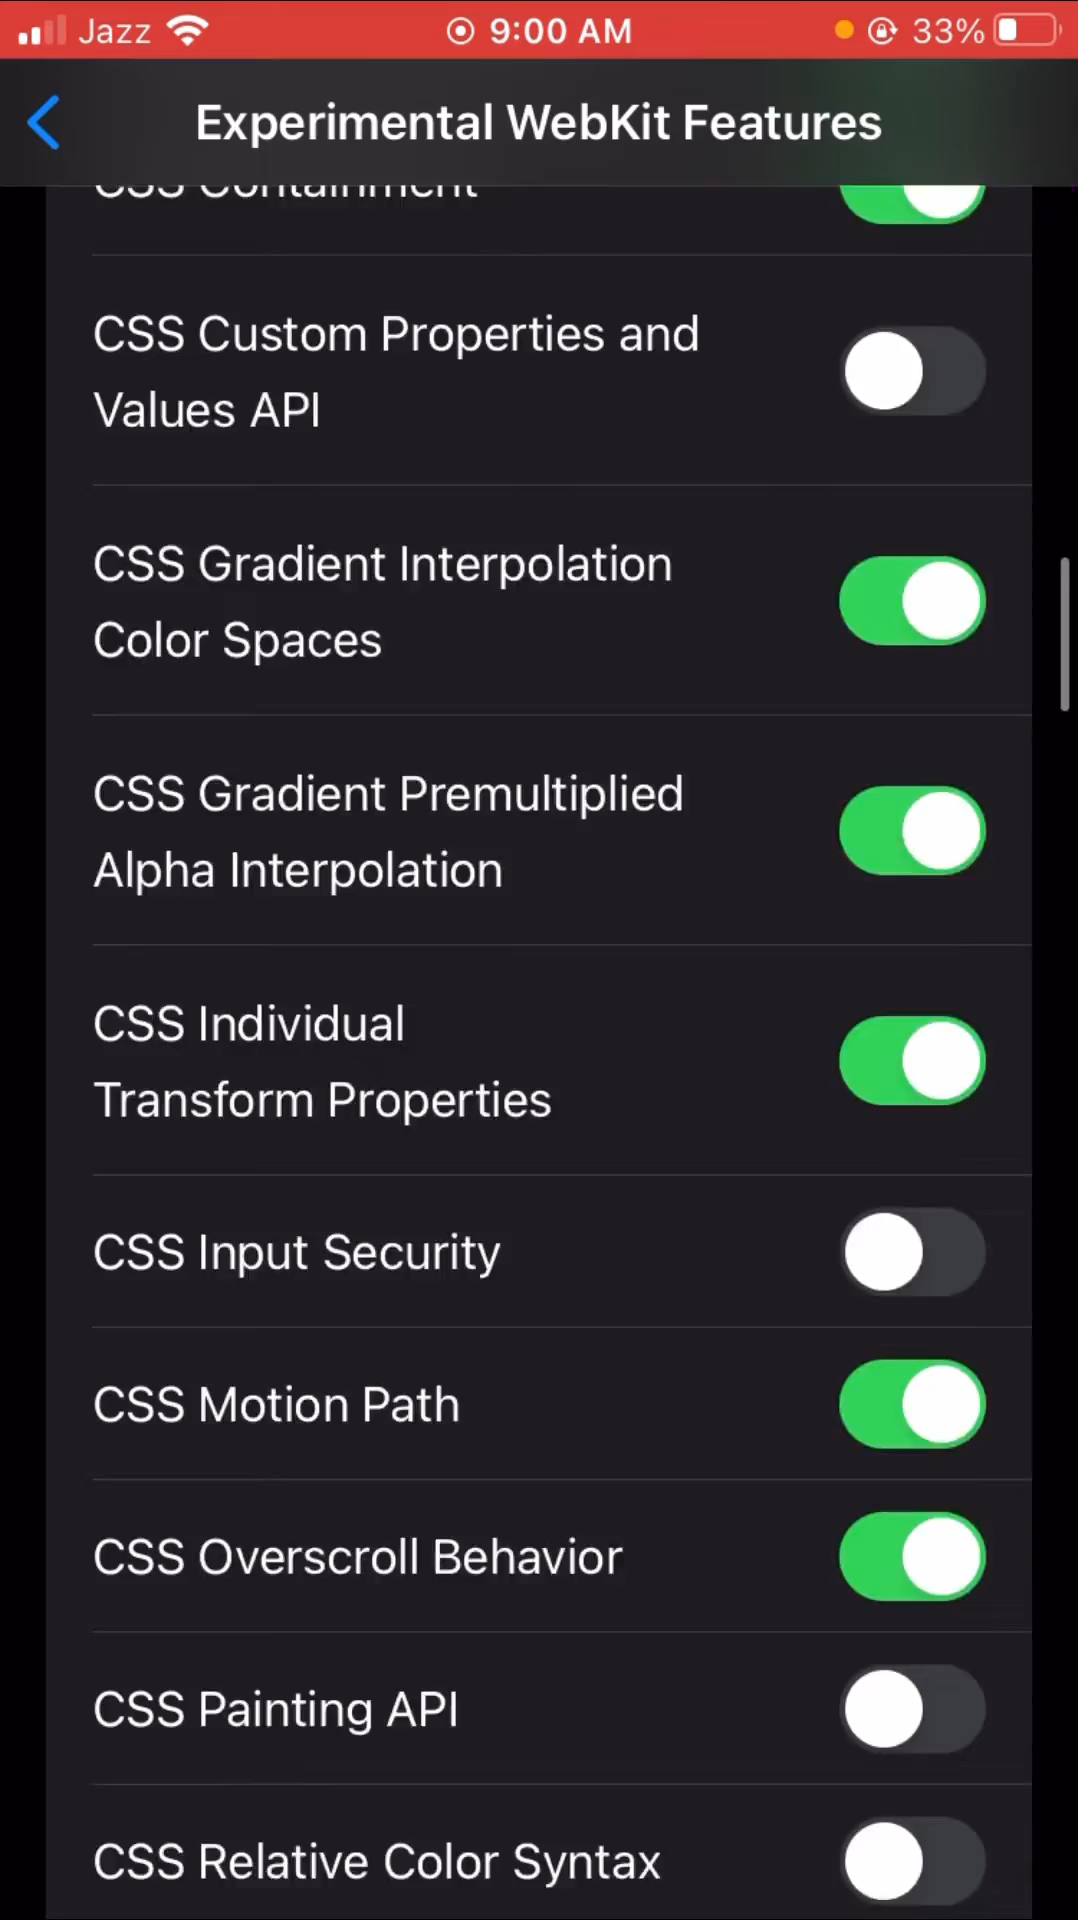 Jazz 9:00 AM 33%
Experimental WebKit Features
CSS Containment
CSS Custom Properties and
Values API
CSS Gradient Interpolation
Color Spaces
CSS Gradient Premultiplied
Alpha Interpolation
CSS Individual
Transform Properties
CSS Input Security
CSS Motion Path
CSS Overscroll Behavior
CSS Painting API
CSS Relative Color Syntax